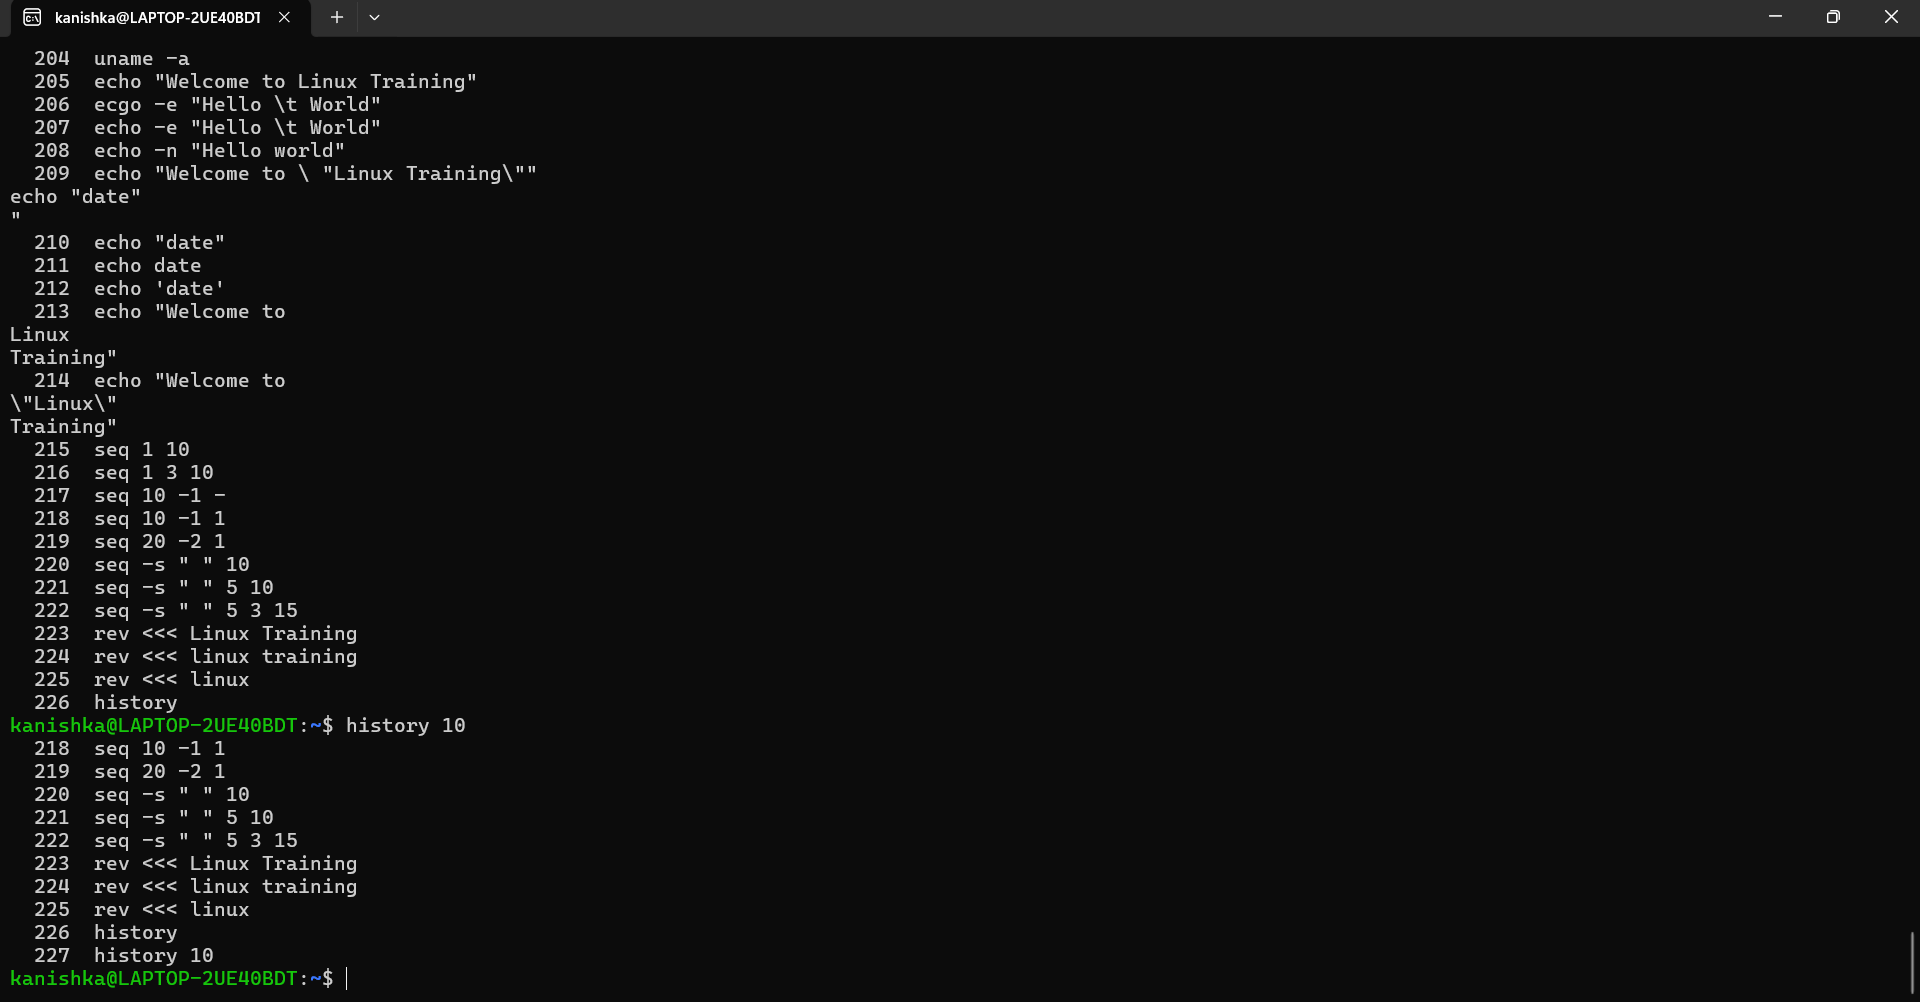 kanishka@LAPTOP-2UE40BDT
  204  uname -a
  205  echo "Welcome to Linux Training"
  206  ecgo -e "Hello \t World"
  207  echo -e "Hello \t World"
  208  echo -n "Hello world"
  209  echo "Welcome to \ "Linux Training\""
echo "date"
"
  210  echo "date"
  211  echo date
  212  echo 'date'
  213  echo "Welcome to
Linux
Training"
  214  echo "Welcome to
\"Linux\"
Training"
  215  seq 1 10
  216  seq 1 3 10
  217  seq 10 -1 -
  218  seq 10 -1 1
  219  seq 20 -2 1
  220  seq -s " " 10
  221  seq -s " " 5 10
  222  seq -s " " 5 3 15
  223  rev <<< Linux Training
  224  rev <<< linux training
  225  rev <<< linux
  226  history
kanishka@LAPTOP-2UE40BDT:~$ history 10
  218  seq 10 -1 1
  219  seq 20 -2 1
  220  seq -s " " 10
  221  seq -s " " 5 10
  222  seq -s " " 5 3 15
  223  rev <<< Linux Training
  224  rev <<< linux training
  225  rev <<< linux
  226  history
  227  history 10
kanishka@LAPTOP-2UE40BDT:~$